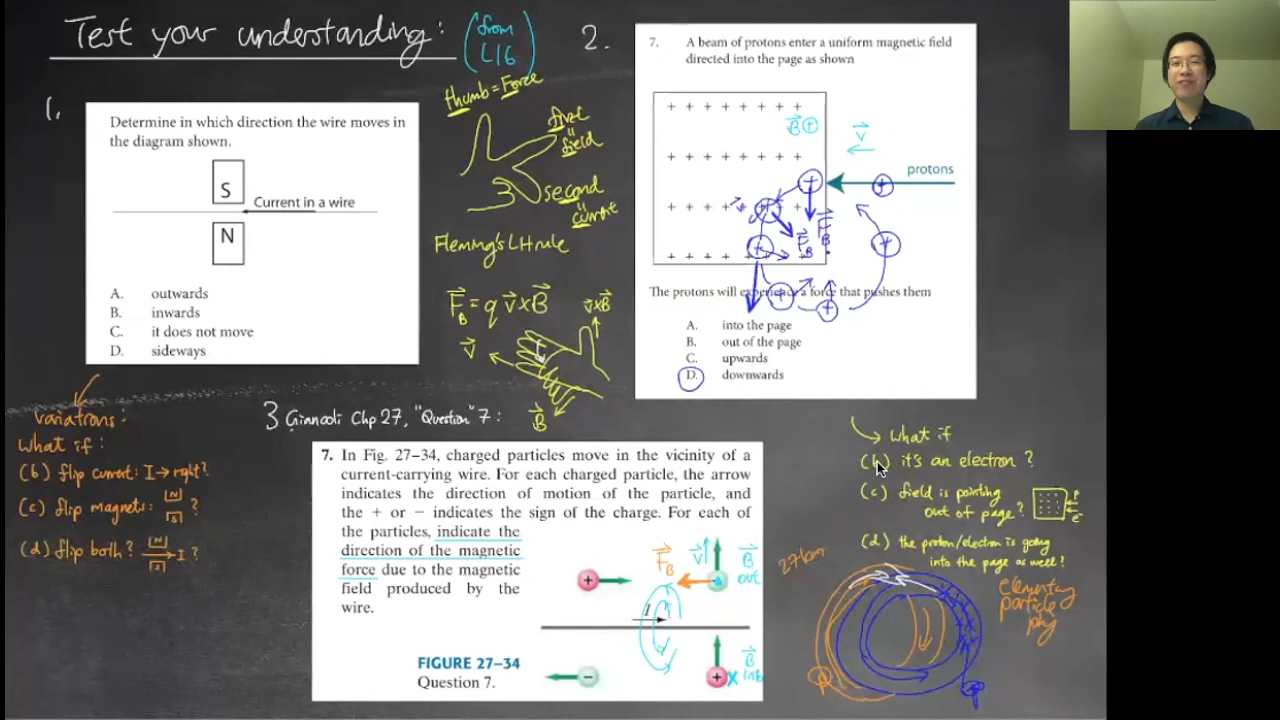 Test your understanding:
(from
L16)
1.
Determine in which direction the wire moves in
the diagram shown.
S
Current in a wire
N
A. outwards
B. inwards
C. it does not move
D. sideways
variations:
What if:
(b) flip current: I → right?
(c) flip magnets: N S ?
(d) flip both? N S → I ?
thumb = Force
first
"
field
second
"
current
Fleming's LH rule
F_B = q v × B
v × B
v
B
2.
7. A beam of protons enter a uniform magnetic field
directed into the page as shown
+ + + + + + + +
B
v
+ + + + + + + +
protons
+
+ + + +
F_B
F_B
+ + + +
The protons will experience a force that pushes them
A. into the page
B. out of the page
C. upwards
D. downwards
What if
(b) it's an electron?
(c) field is pointing
out of page?
P
e
(d) the proton/electron is going
into the page as well?
27 km
elementary
particle
phy
3 Giancoli Chp 27, "Question" 7:
7. In Fig. 27–34, charged particles move in the vicinity of a
current-carrying wire. For each charged particle, the arrow
indicates the direction of motion of the particle, and
the + or − indicates the sign of the charge. For each of
the particles, indicate the
direction of the magnetic
force due to the magnetic
field produced by the
wire.
F_B
v
B
out
+
I
FIGURE 27–34
Question 7.
−
+
x
B
into